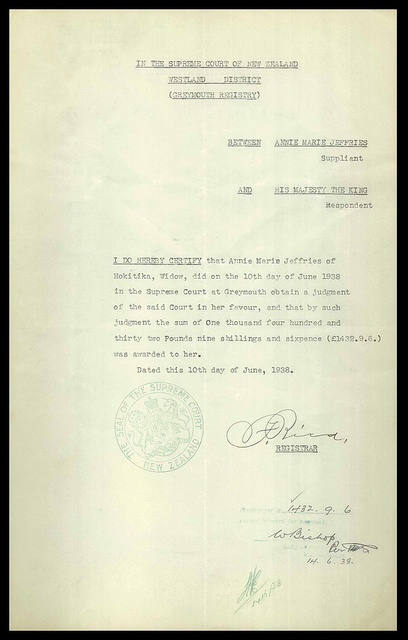 IN THE SUPREME COURT OF NEW ZEALAND
WESTLAND DISTRICT
(GREYMOUTH REGISTRY)
BETWEEN ANNIE MARIE JEFFRIES
Suppliant
AND HIS MAJESTY THE KING
Respondent
I DO HEREBY CERTIFY that Annie Marie Jeffries of
Hokitika, Widow, did on the 10th day of June 1938
in the Supreme Court at Greymouth obtain a judgment
of the said Court in her favour, and that by such
judgment the sum of One thousand four hundred and
thirty two Pounds nine shillings and sixpence (£1432.9.6.)
was awarded to her.
Dated this 10th day of June, 1938.
THE SEAL OF THE SUPREME COURT
NEW ZEALAND
REGISTRAR
1432. 9. 6
W Bishop
14. 6. 38.